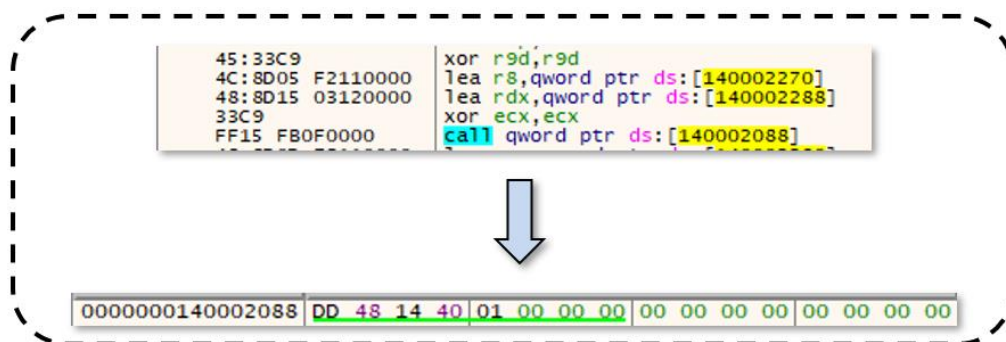 45:33C9 xor r9d,r9d
4C:8D05 F2110000 lea r8,qword ptr ds:[140002270]
48:8D15 03120000 lea rdx,qword ptr ds:[140002288]
33C9 xor ecx,ecx
FF15 FB0F0000 call qword ptr ds:[140002088]
0000000140002088 DD 48 14 40 01 00 00 00 00 00 00 00 00 00 00 00